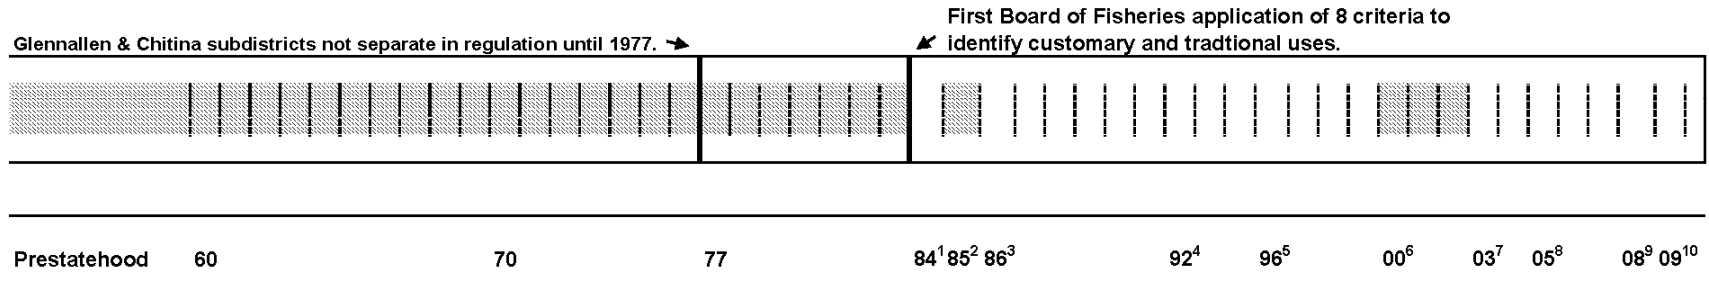 First Board of Fisheries application of 8 criteria to
Glennallen & Chitina subdistricts not separate in regulation until 1977.
identify customary and tradtional uses.
Prestatehood 60 70 77 84¹ 85² 86³ 92⁴ 96⁵ 00⁶ 03⁷ 05⁸ 08⁹ 09¹⁰